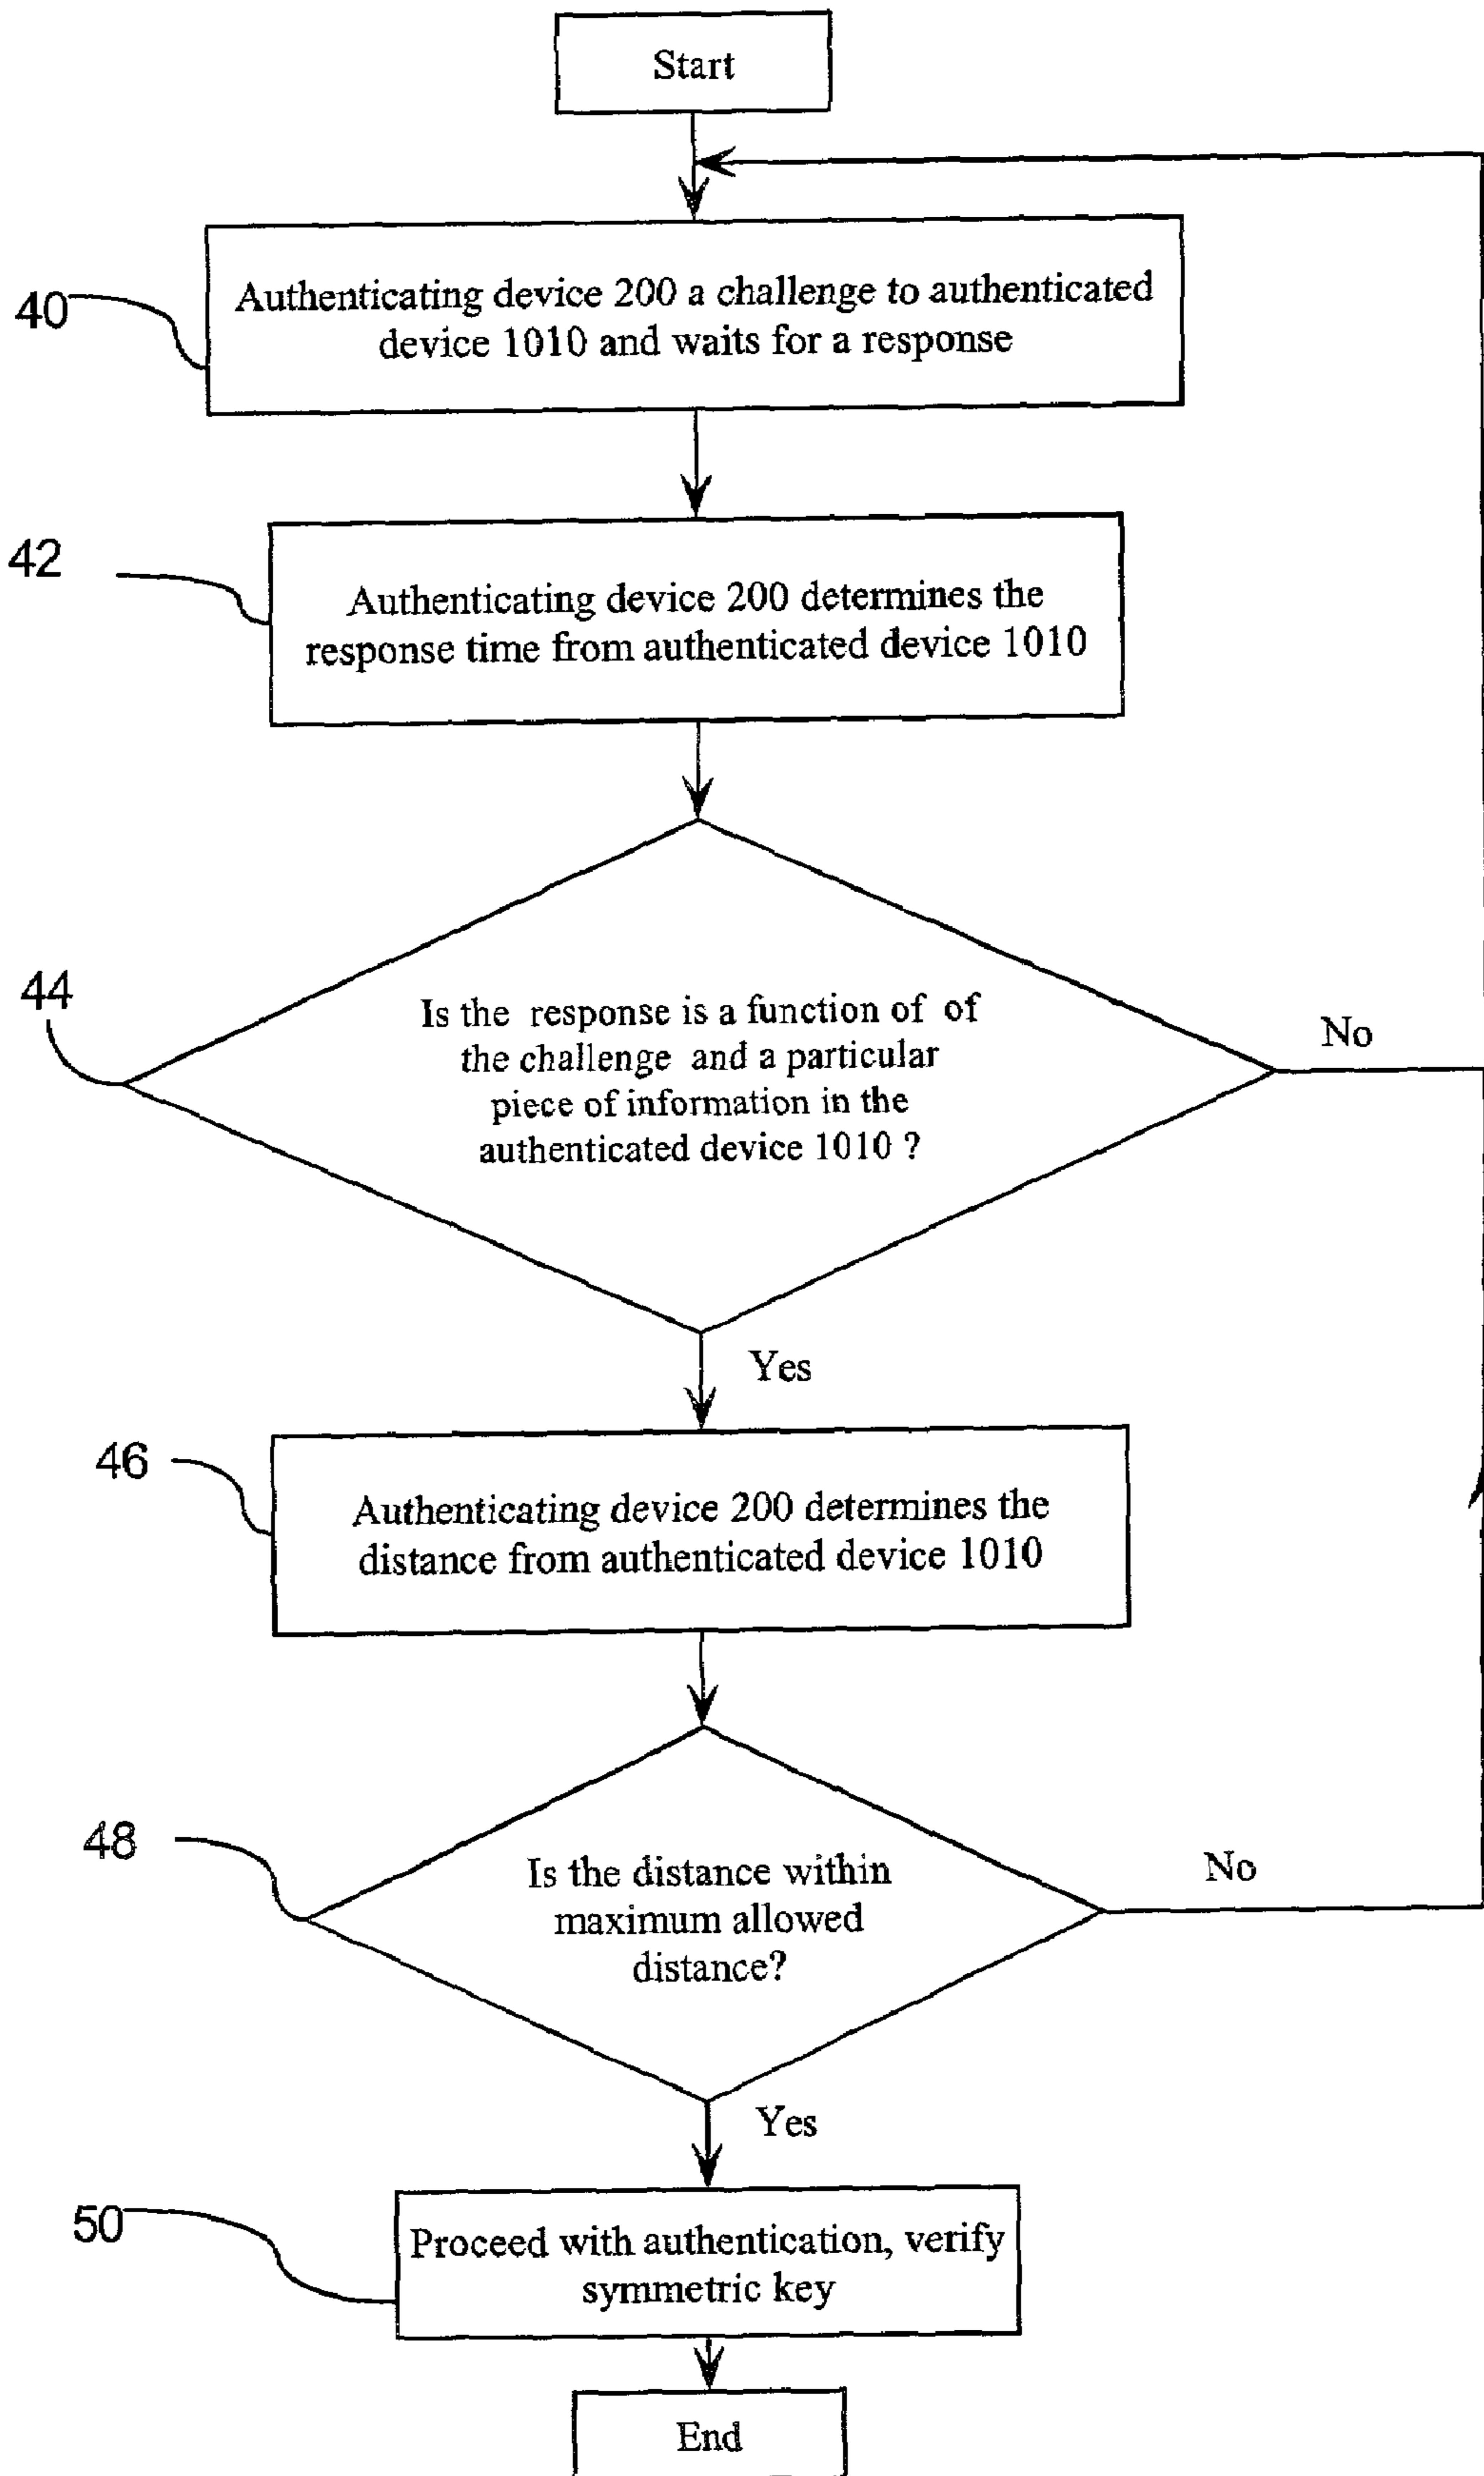 Start
40
Authenticating device 200 a challenge to authenticated
device 1010 and waits for a response
42
Authenticating device 200 determines the
response time from authenticated device 1010
44
Is the response is a function of of
the challenge and a particular
piece of information in the
authenticated device 1010 ?
No
Yes
46
Authenticating device 200 determines the
distance from authenticated device 1010
48
Is the distance within
maximum allowed
distance?
No
Yes
50
Proceed with authentication, verify
symmetric key
End